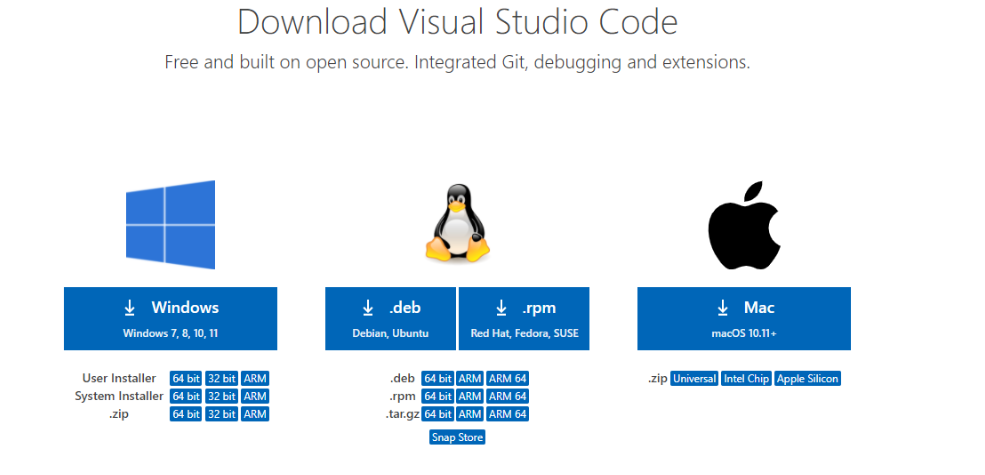 Download Visual Studio Code
Free and built on open source. Integrated Git, debugging and extensions.
Windows
Windows 7, 8, 10, 11
User Installer 64 bit 32 bit ARM
System Installer 64 bit 32 bit ARM
.zip 64 bit 32 bit ARM
.deb
Debian, Ubuntu
.rpm
Red Hat, Fedora, SUSE
.deb 64 bit ARM ARM 64
.rpm 64 bit ARM ARM 64
.tar.gz 64 bit ARM ARM 64
Snap Store
Mac
macOS 10.11+
.zip Universal Intel Chip Apple Silicon